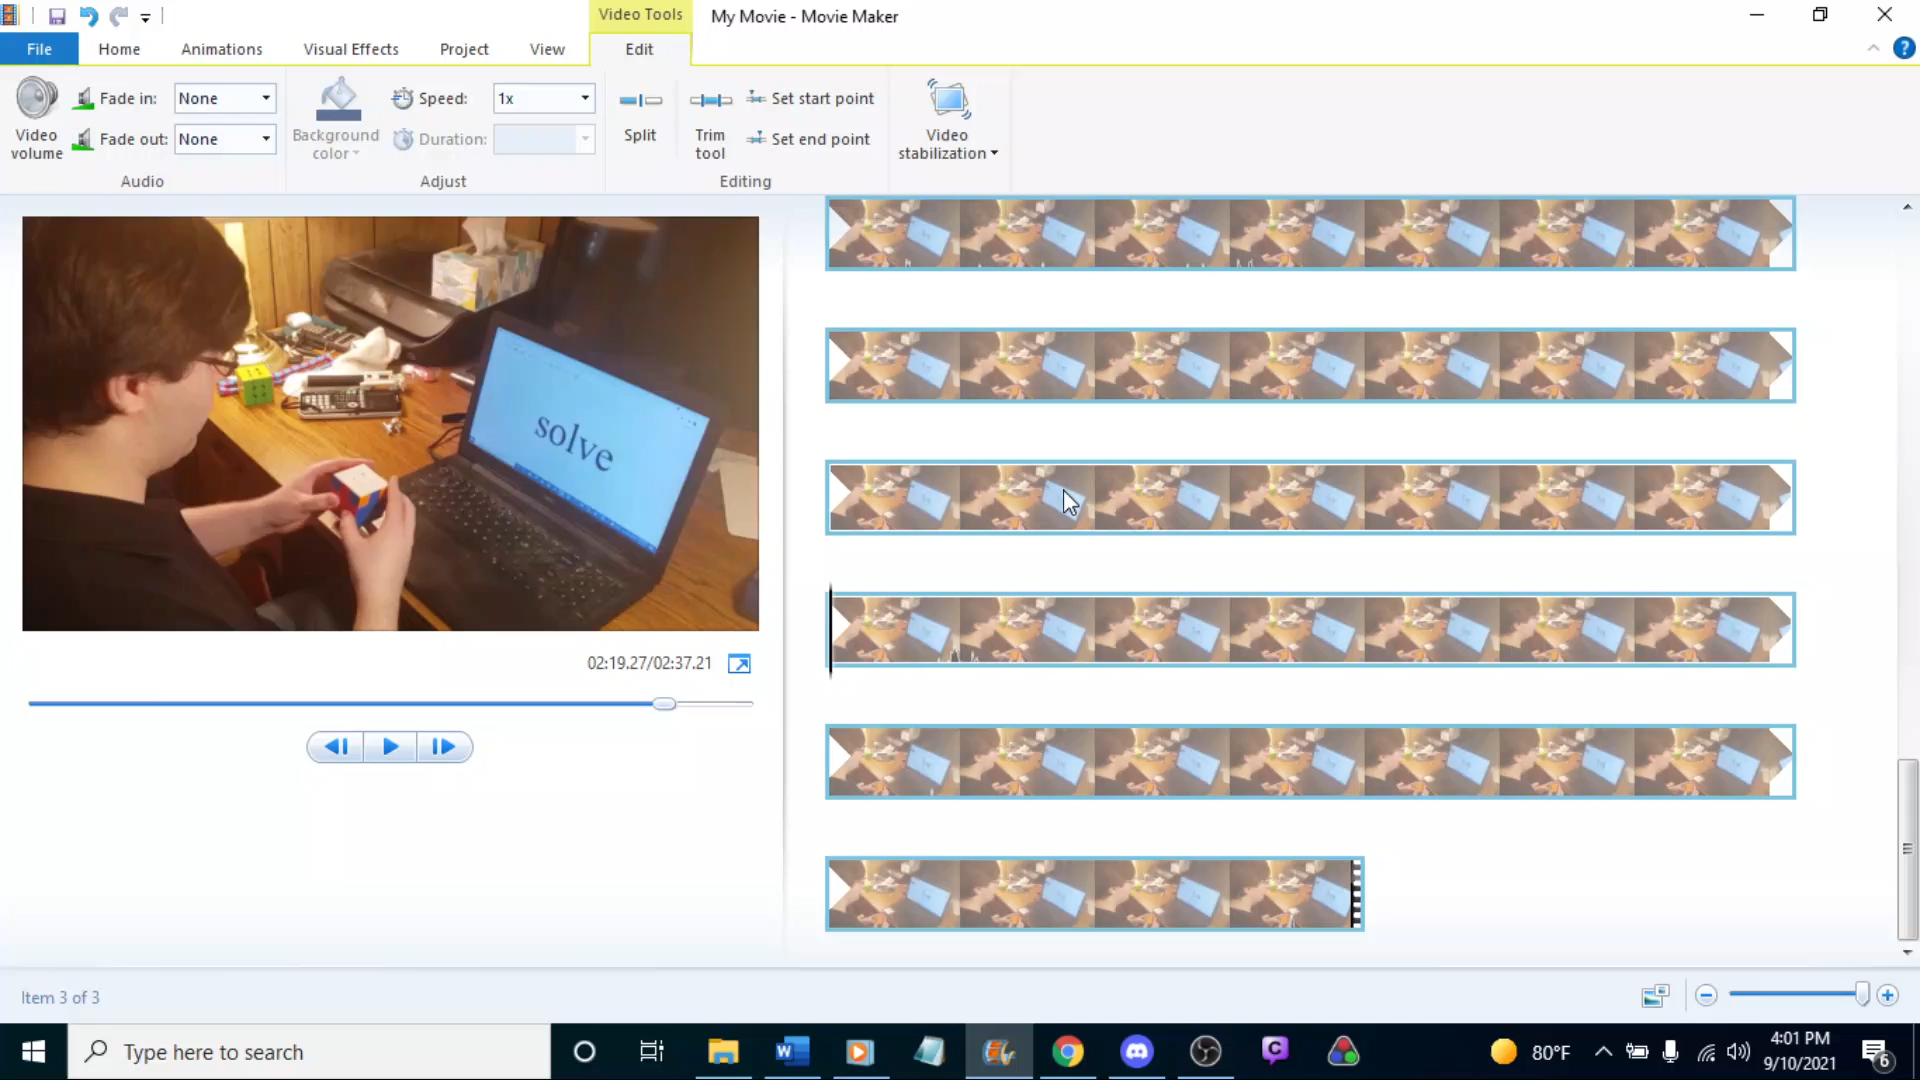 Video Tools
My Movie - Movie Maker
File
Home
Animations
Visual Effects
Project
View
Edit
Video volume
Fade in:
None
Fade out:
None
Audio
Background color
Speed:
1x
Duration:
Adjust
Split
Trim tool
Set start point
Set end point
Editing
Video stabilization
solve
02:19.27/02:37.21
Item 3 of 3
Type here to search
80°F
4:01 PM
9/10/2021
6